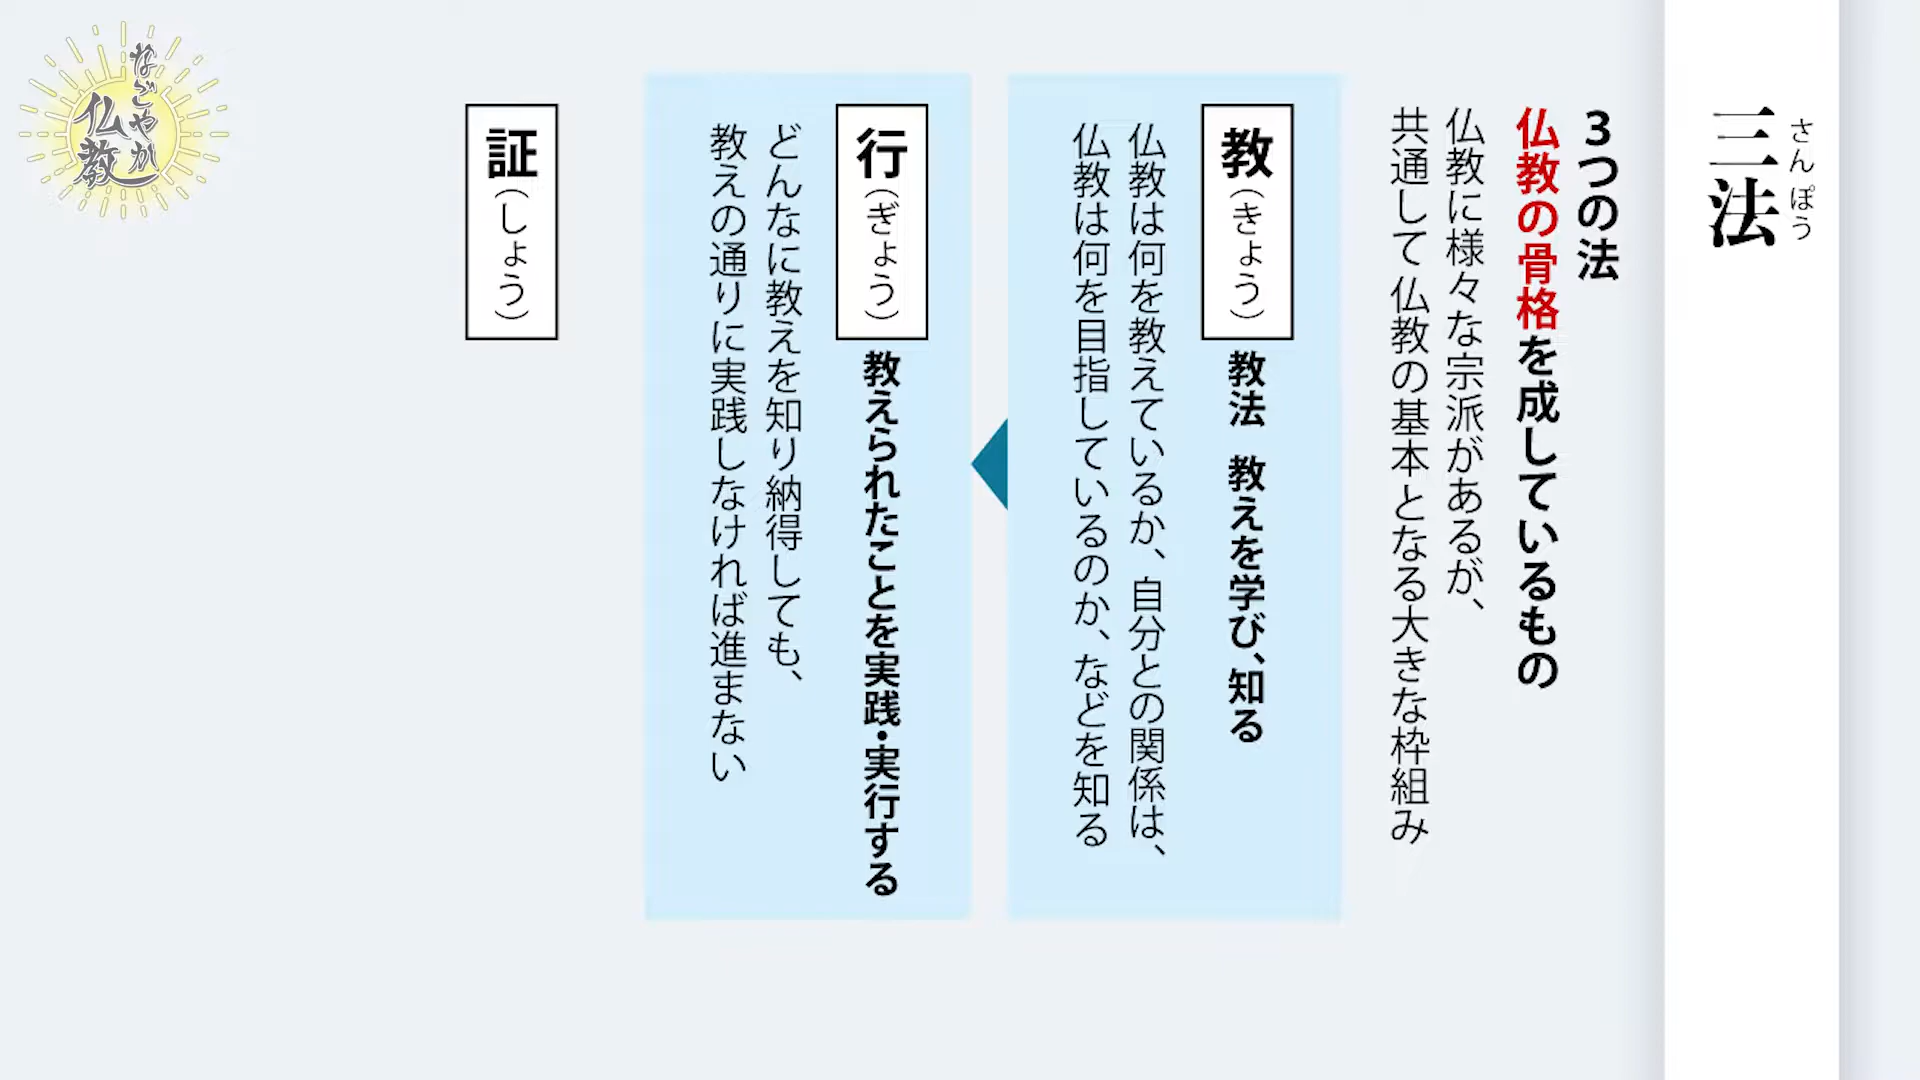 三法
さんぽう
3つの法
仏教の骨格を成しているもの
仏教に様々な宗派があるが、
共通して仏教の基本となる大きな枠組み
教(きょう)
教法 教えを学び、知る
仏教は何を教えているか、自分との関係は、
仏教は何を目指しているのか、などを知る
行(ぎょう)
教えられたことを実践・実行する
どんなに教えを知り納得しても、
教えの通りに実践しなければ進まない
証(しょう)
なごやか
仏教